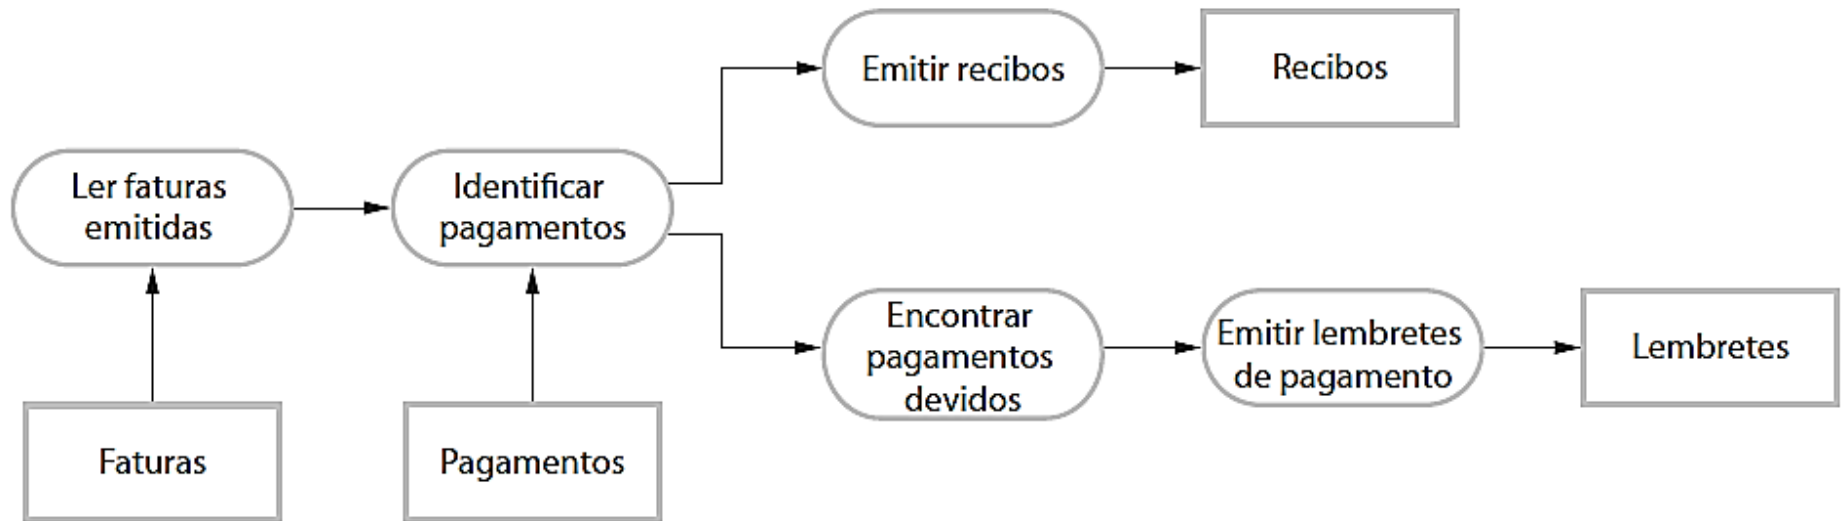 Emitir recibos
Recibos
Ler faturas
emitidas
Identificar
pagamentos
Encontrar
pagamentos
devidos
Emitir lembretes
de pagamento
Lembretes
Faturas
Pagamentos